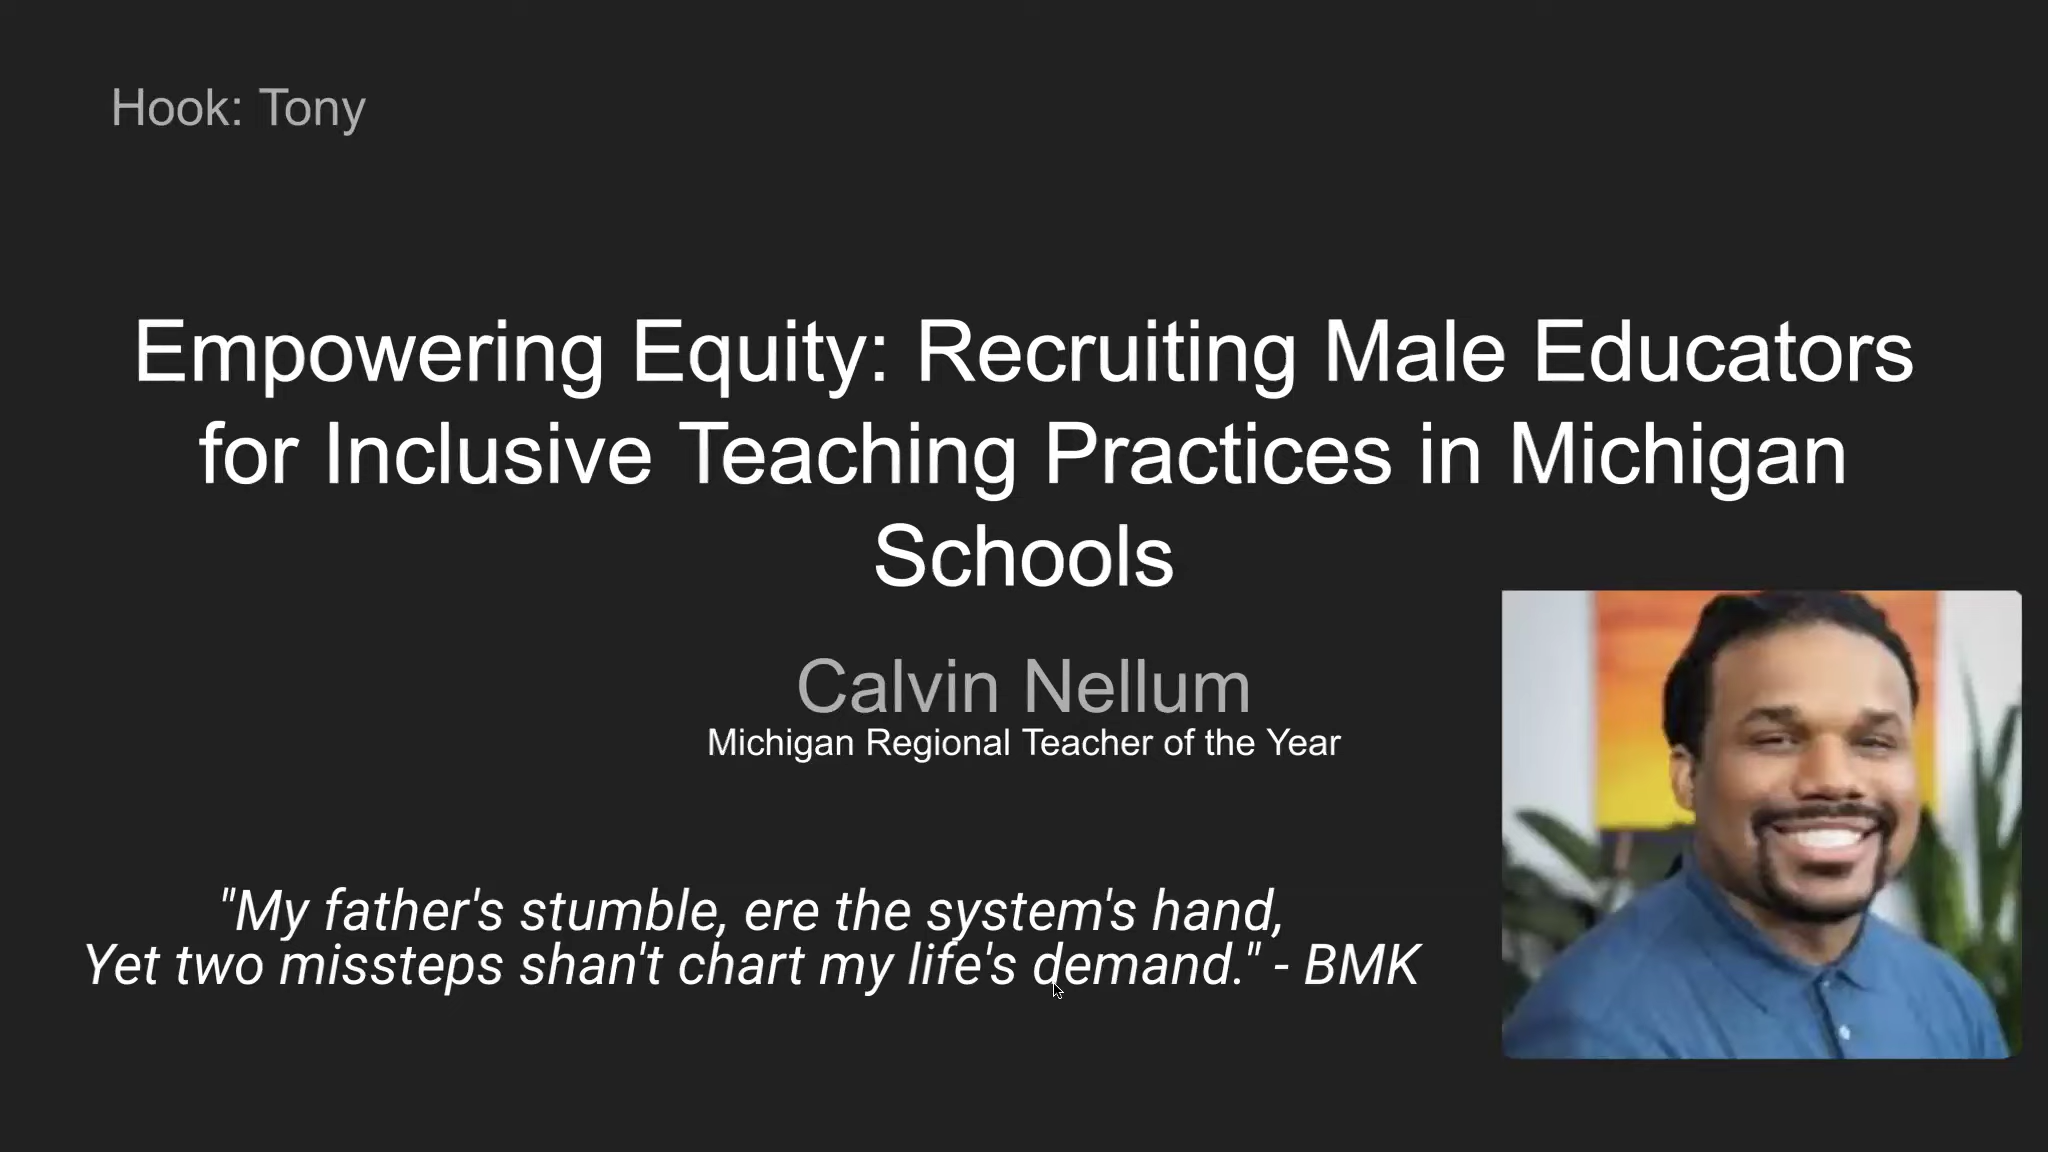 Hook: Tony
Empowering Equity: Recruiting Male Educators
for Inclusive Teaching Practices in Michigan
Schools
Calvin Nellum
Michigan Regional Teacher of the Year
"My father's stumble, ere the system's hand,
Yet two missteps shan't chart my life's demand." - BMK